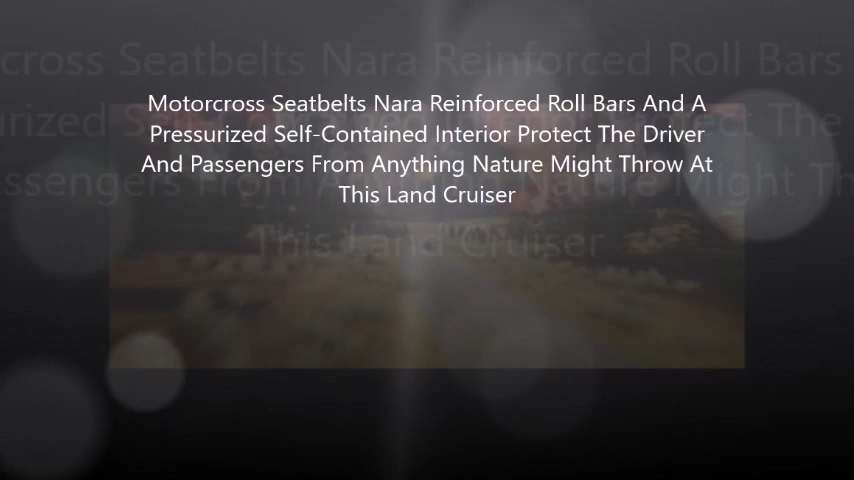 Motorcross Seatbelts Nara Reinforced Roll Bars And A
Pressurized Self-Contained Interior Protect The Driver
And Passengers From Anything Nature Might Throw At
This Land Cruiser